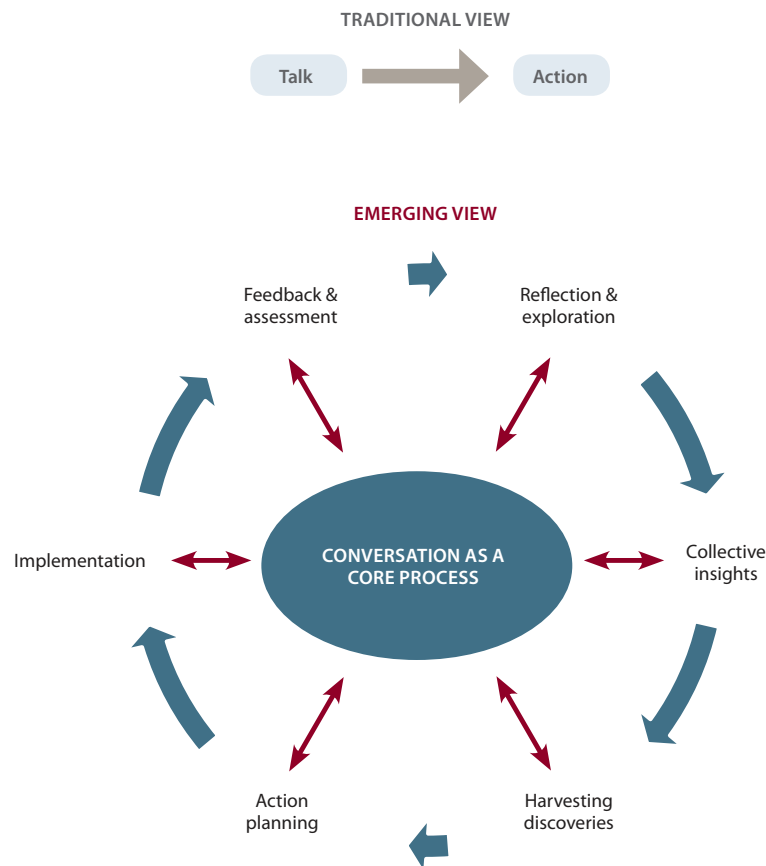 TRADITIONAL VIEW
Talk
Action
EMERGING VIEW
Feedback &
assessment
Reflection &
exploration
Implementation
CONVERSATION AS A
CORE PROCESS
Collective
insights
Action
planning
Harvesting
discoveries